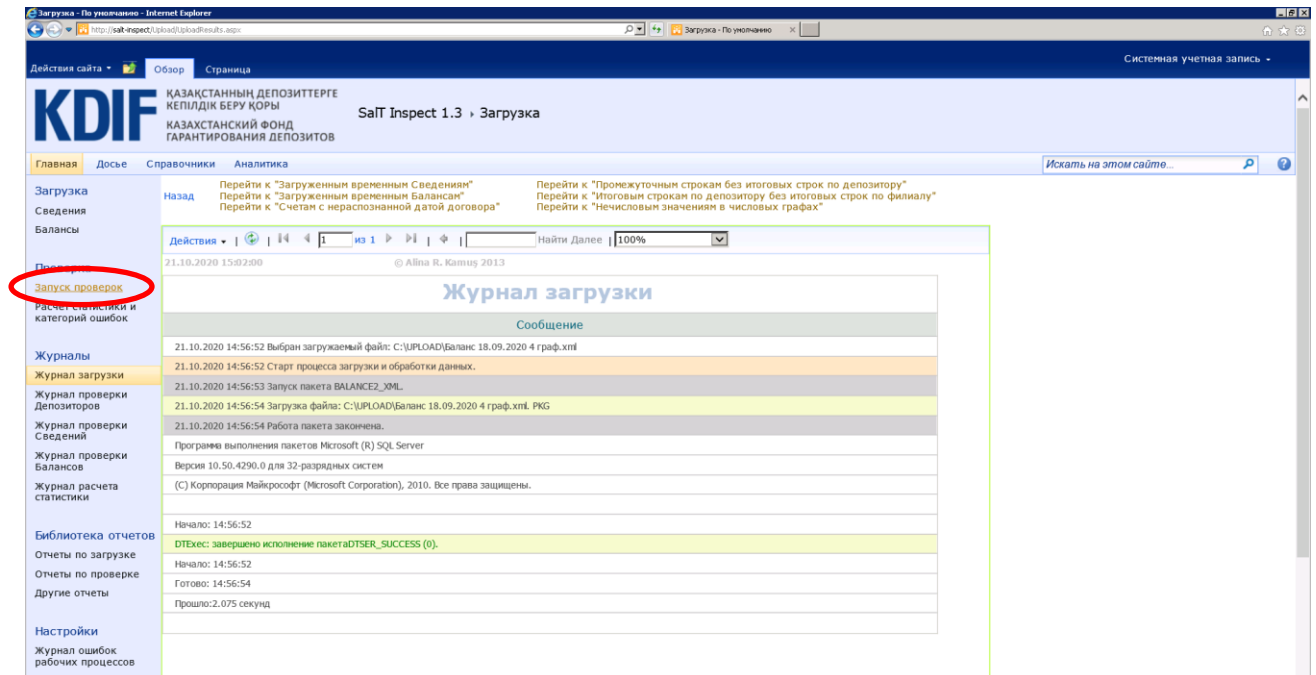 Загрузка - По умолчанию - Internet Explorer
http://salt-inspect/Upload/UploadResults.aspx
Загрузка - По умолчанию
Действия сайта
Обзор
Страница
Системная учетная запись
KDIF
ҚАЗАҚСТАННЫҢ ДЕПОЗИТТЕРГЕ
КЕПІЛДІК БЕРУ ҚОРЫ
КАЗАХСТАНСКИЙ ФОНД
ГАРАНТИРОВАНИЯ ДЕПОЗИТОВ
SalT Inspect 1.3 › Загрузка
Главная Досье Справочники Аналитика
Искать на этом сайте...
Загрузка
Сведения
Балансы
Проверка
Запуск проверок
Расчет статистики и
категорий ошибок
Журналы
Журнал загрузки
Журнал проверки
Депозиторов
Журнал проверки
Сведений
Журнал проверки
Балансов
Журнал расчета
статистики
Библиотека отчетов
Отчеты по загрузке
Отчеты по проверке
Другие отчеты
Настройки
Журнал ошибок
рабочих процессов
Назад
Перейти к "Загруженным временным Сведениям"
Перейти к "Загруженным временным Балансам"
Перейти к "Счетам с нераспознанной датой договора"
Перейти к "Промежуточным строкам без итоговых строк по депозитору"
Перейти к "Итоговым строкам по депозитору без итоговых строк по филиалу"
Перейти к "Нечисловым значениям в числовых графах"
Действия | | 1 из 1 | | Найти Далее | 100%
21.10.2020 15:02:00 © Alina R. Kamuş 2013
Журнал загрузки
Сообщение
21.10.2020 14:56:52 Выбран загружаемый файл: C:\UPLOAD\Баланс 18.09.2020 4 граф.xml
21.10.2020 14:56:52 Старт процесса загрузки и обработки данных.
21.10.2020 14:56:53 Запуск пакета BALANCE2_XML.
21.10.2020 14:56:54 Загрузка файла: C:\UPLOAD\Баланс 18.09.2020 4 граф.xml. PKG
21.10.2020 14:56:54 Работа пакета закончена.
Программа выполнения пакетов Microsoft (R) SQL Server
Версия 10.50.4290.0 для 32-разрядных систем
(C) Корпорация Майкрософт (Microsoft Corporation), 2010. Все права защищены.
Начало: 14:56:52
DTExec: завершено исполнение пакетаDTSER_SUCCESS (0).
Начало: 14:56:52
Готово: 14:56:54
Прошло:2.075 секунд